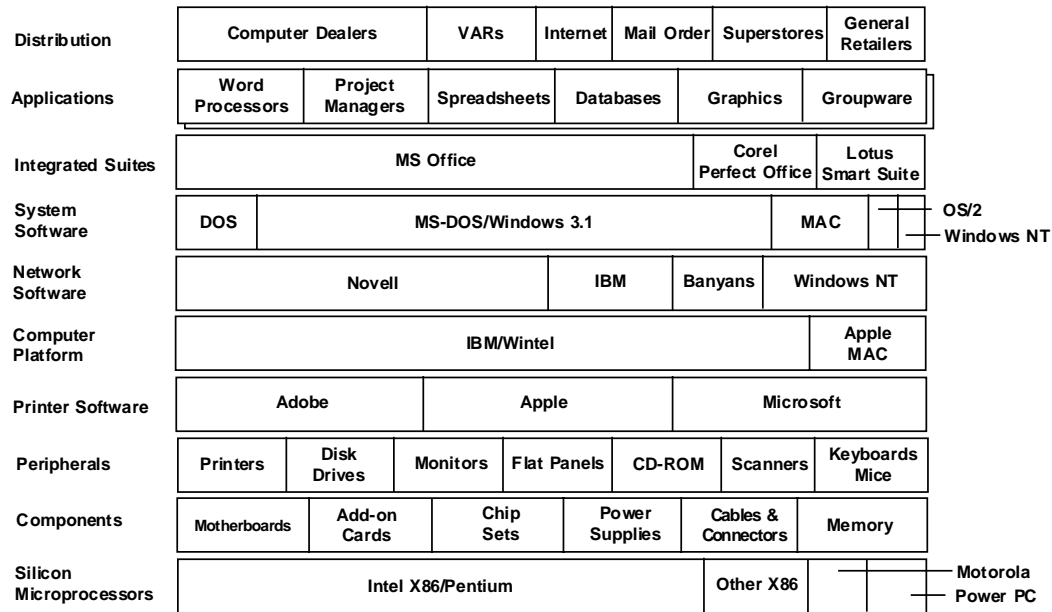 Distribution
Computer Dealers
VARs
Internet
Mail Order
Superstores
General
Retailers
Applications
Word
Processors
Project
Managers
Spreadsheets
Databases
Graphics
Groupware
Integrated Suites
MS Office
Corel
Perfect Office
Lotus
Smart Suite
System
Software
DOS
MS-DOS/Windows 3.1
MAC
OS/2
Windows NT
Network
Software
Novell
IBM
Banyans
Windows NT
Computer
Platform
IBM/Wintel
Apple
MAC
Printer Software
Adobe
Apple
Microsoft
Peripherals
Printers
Disk
Drives
Monitors
Flat Panels
CD-ROM
Scanners
Keyboards
Mice
Components
Motherboards
Add-on
Cards
Chip
Sets
Power
Supplies
Cables &
Connectors
Memory
Silicon
Microprocessors
Intel X86/Pentium
Other X86
Motorola
Power PC